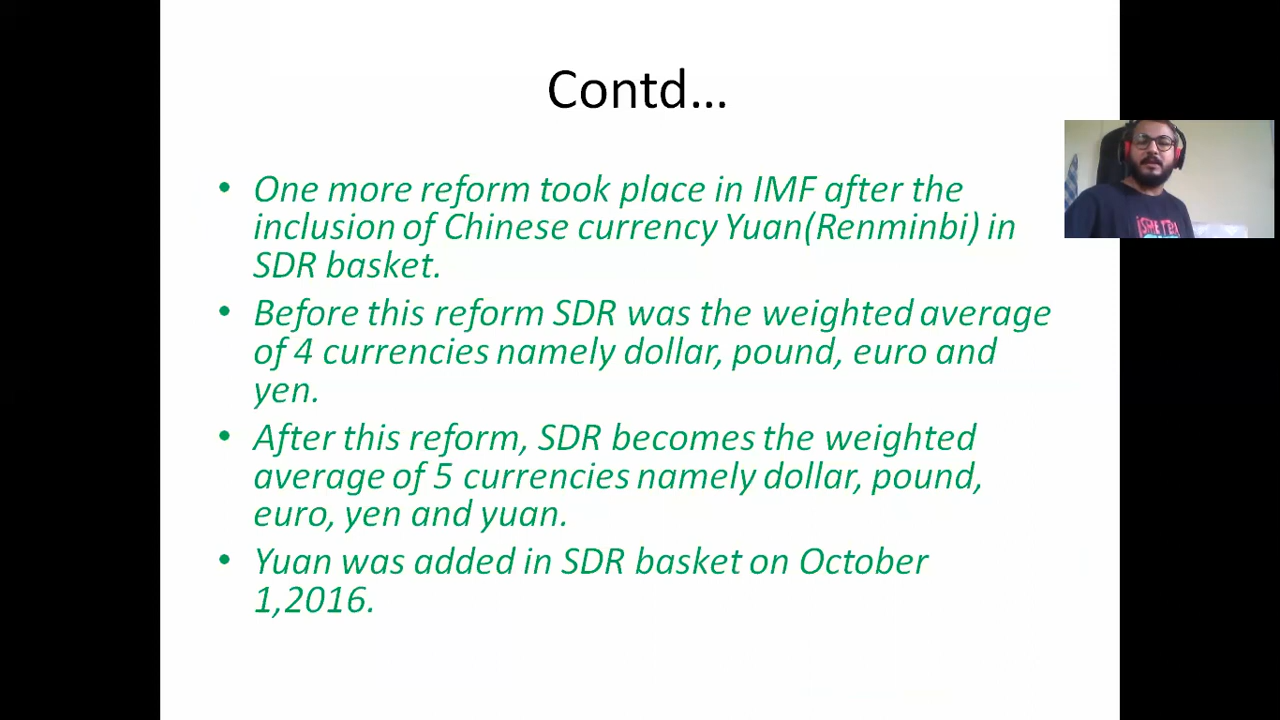 Contd...
• One more reform took place in IMF after the
inclusion of Chinese currency Yuan(Renminbi) in
SDR basket.
• Before this reform SDR was the weighted average
of 4 currencies namely dollar, pound, euro and
yen.
• After this reform, SDR becomes the weighted
average of 5 currencies namely dollar, pound,
euro, yen and yuan.
• Yuan was added in SDR basket on October
1,2016.